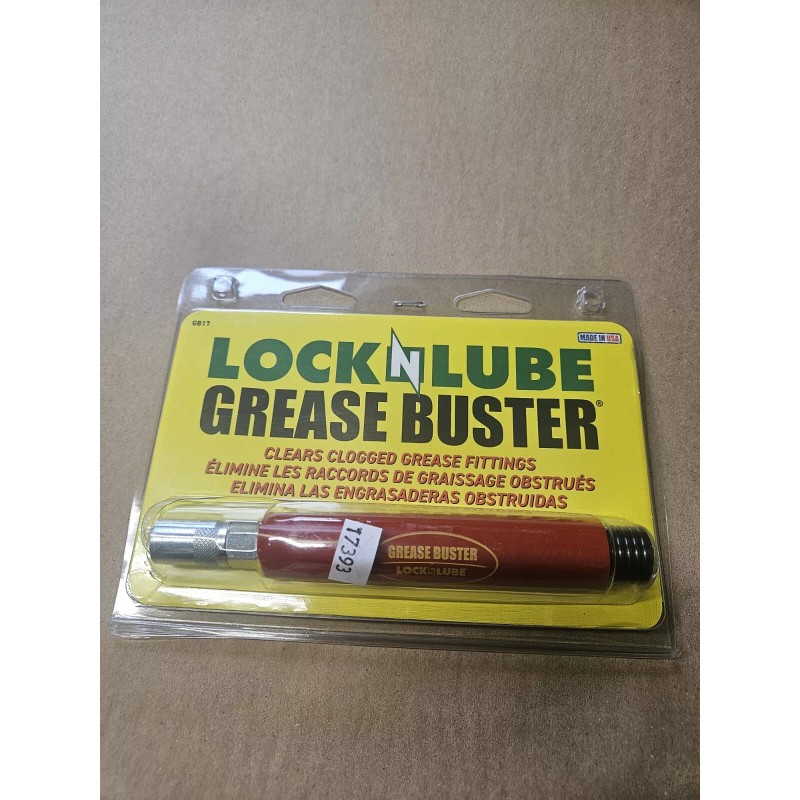 GB1T
MADE IN USA
LOCK N LUBE
GREASE BUSTER®
CLEARS CLOGGED GREASE FITTINGS
ÉLIMINE LES RACCORDS DE GRAISSAGE OBSTRUÉS
ELIMINA LAS ENGRASADERAS OBSTRUIDAS
17393
GREASE BUSTER
LOCK N LUBE